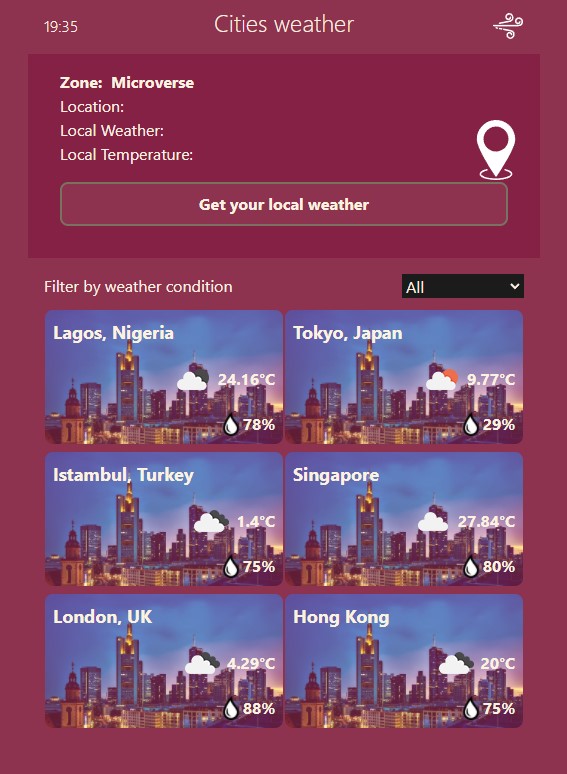 19:35
Cities weather
Zone: Microverse
Location:
Local Weather:
Local Temperature:
Get your local weather
Filter by weather condition
All
Lagos, Nigeria
24.16°C
78%
Tokyo, Japan
9.77°C
29%
Istambul, Turkey
1.4°C
75%
Singapore
27.84°C
80%
London, UK
4.29°C
88%
Hong Kong
20°C
75%